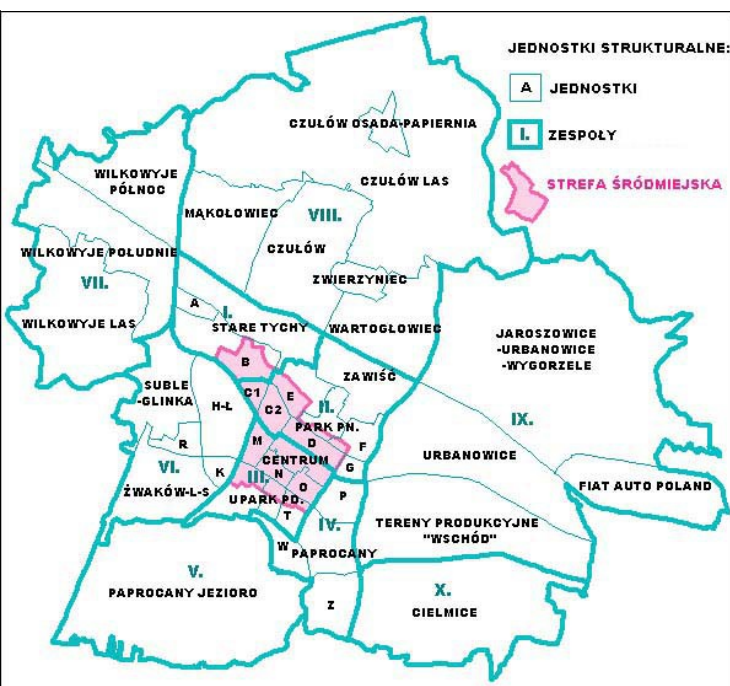 JEDNOSTKI STRUKTURALNE:
A JEDNOSTKI
I. ZESPOŁY
STREFA ŚRÓDMIEJSKA
CZUŁÓW OSADA-PAPIERNIA
WILKOWYJE
PÓŁNOC
CZUŁÓW LAS
MĄKOŁOWIEC
VIII.
CZUŁÓW
WILKOWYJE POŁUDNIE
VII.
ZWIERZYNIEC
A
I.
WILKOWYJE LAS
STARE TYCHY
WARTOGŁOWIEC
JAROSZOWICE
-URBANOWICE
-WYGORZELE
B
ZAWIŚĆ
SUBLE
-GLINKA
H-Ł
C1
E
C2
II.
IX.
PARK PN.
R
M
D
F
URBANOWICE
CENTRUM
G
VI.
K
III.
N
O
P
FIAT AUTO POLAND
ŻWAKÓW-L-S
U
PARK PD.
T
IV.
TERENY PRODUKCYJNE
"WSCHÓD"
W
PAPROCANY
V.
PAPROCANY JEZIORO
X.
CIELMICE
Z